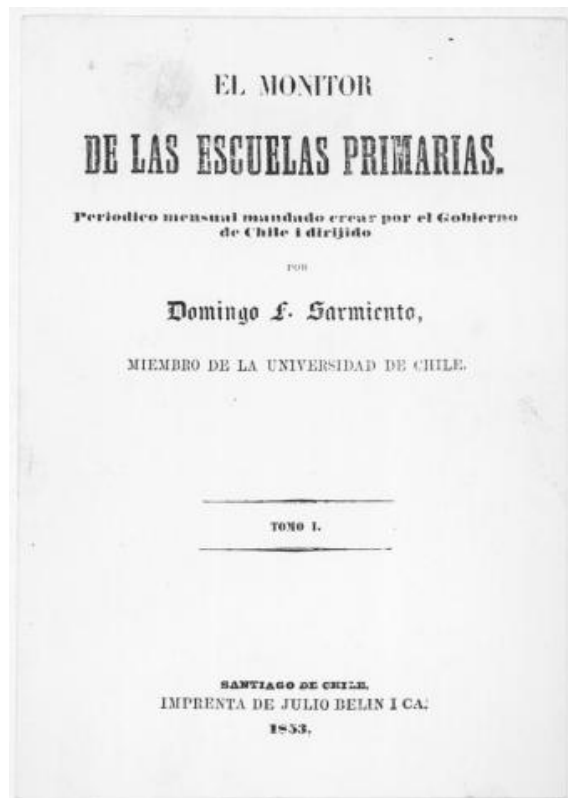 EL MONITOR
DE LAS ESCUELAS PRIMARIAS.
Periodico mensual mandado crear por el Gobierno
de Chile i dirijido
POR
Domingo F. Sarmiento,
MIEMBRO DE LA UNIVERSIDAD DE CHILE.
TOMO I.
SANTIAGO DE CHILE,
IMPRENTA DE JULIO BELIN I CA.
1853.